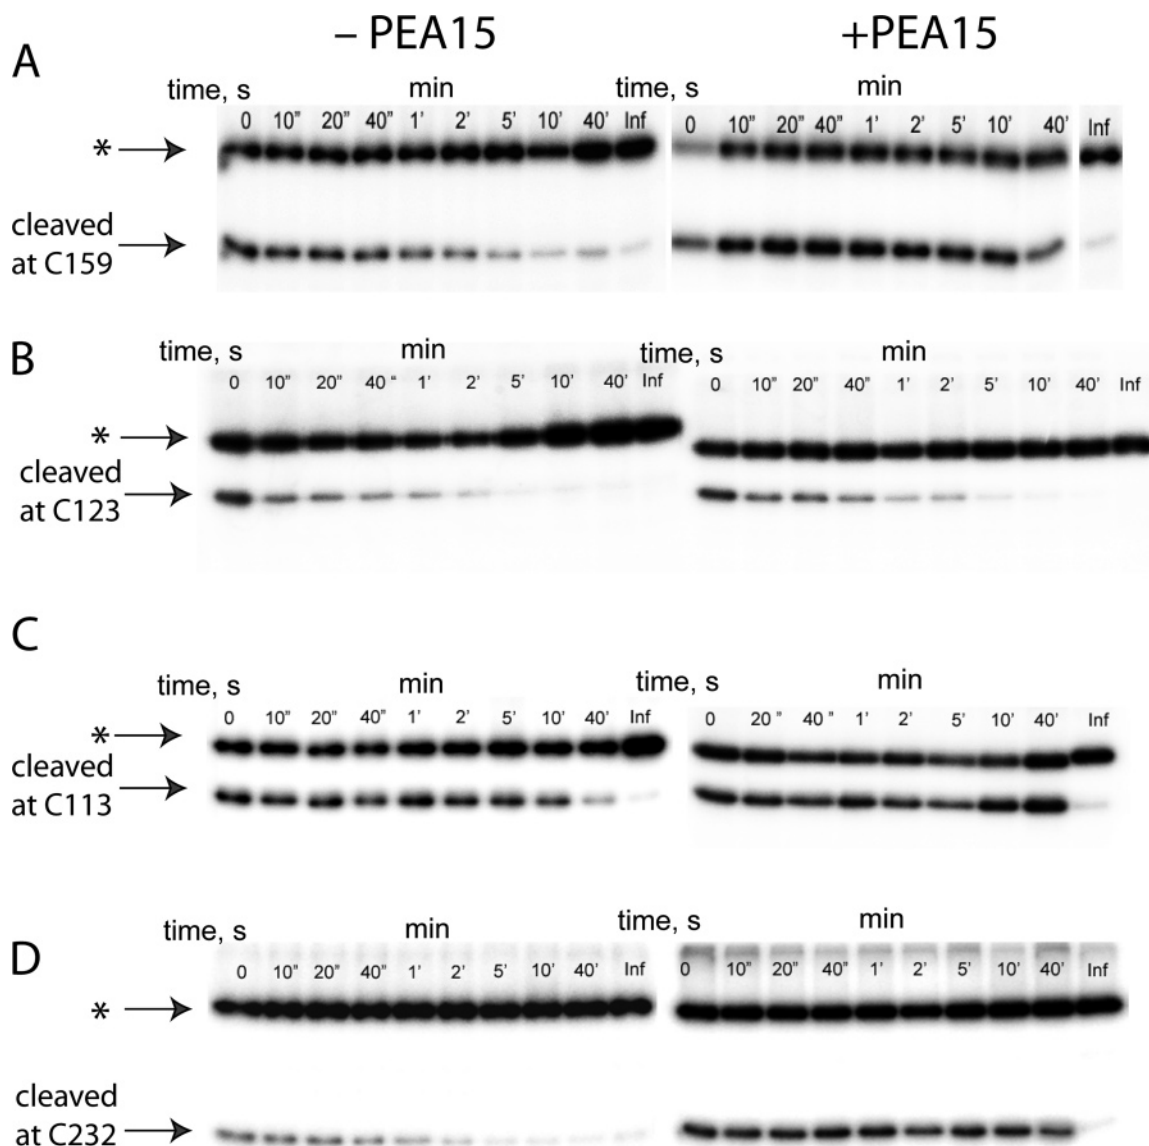 – PEA15 +PEA15
A
time, s min time, s min
0 10" 20" 40" 1' 2' 5' 10' 40' Inf 0 10" 20" 40" 1' 2' 5' 10' 40' Inf
*
cleaved
at C159
B
time, s min time, s min
0 10" 20" 40 " 1' 2' 5' 10' 40' Inf 0 10" 20" 40" 1' 2' 5' 10' 40' Inf
*
cleaved
at C123
C
time, s min time, s min
0 10" 20" 40" 1' 2' 5' 10' 40' Inf 0 20 " 40 " 1' 2' 5' 10' 40' Inf
*
cleaved
at C113
time, s min time, s min
D
0 10" 20" 40" 1' 2' 5' 10' 40' Inf 0 10" 20" 40" 1' 2' 5' 10' 40' Inf
*
cleaved
at C232